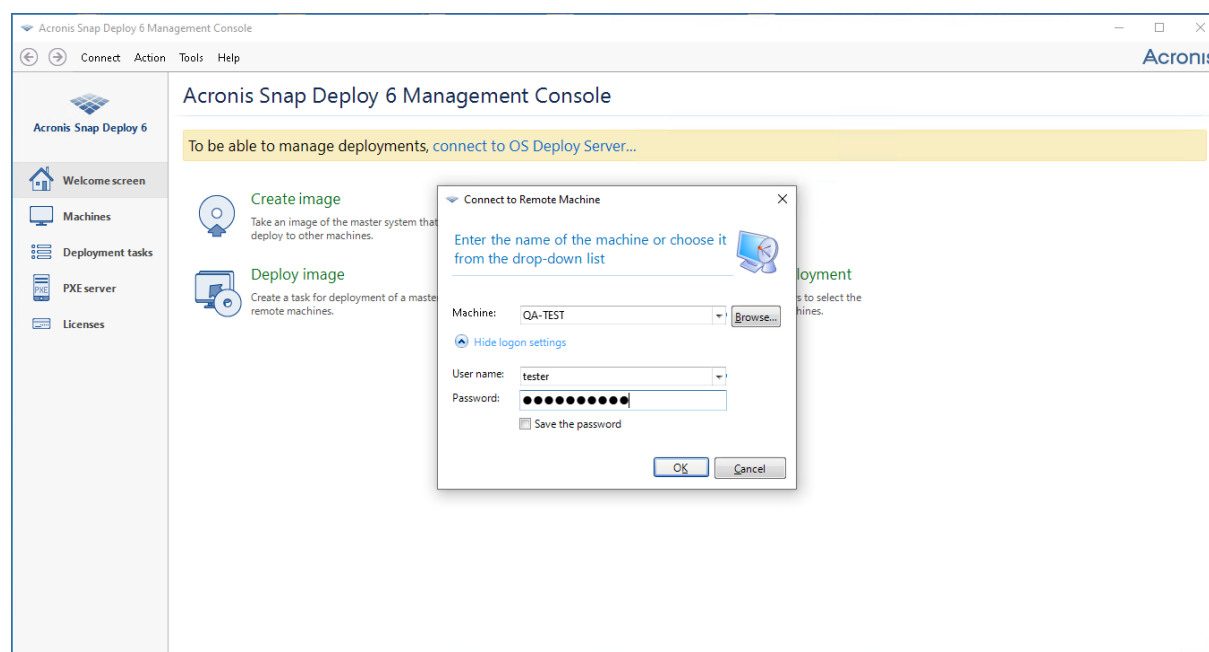 Acronis Snap Deploy 6 Management Console
Connect Action Tools Help
Acronis
Acronis Snap Deploy 6
Welcome screen
Machines
Deployment tasks
PXE
PXE server
Licenses
Acronis Snap Deploy 6 Management Console
To be able to manage deployments, connect to OS Deploy Server...
Create image
Take an image of the master system that
deploy to other machines.
Deploy image
Create a task for deployment of a maste
remote machines.
loyment
s to select the
hines.
Connect to Remote Machine
Enter the name of the machine or choose it
from the drop-down list
Machine: QA-TEST Browse...
Hide logon settings
User name: tester
Password: ●●●●●●●●●●
Save the password
OK Cancel